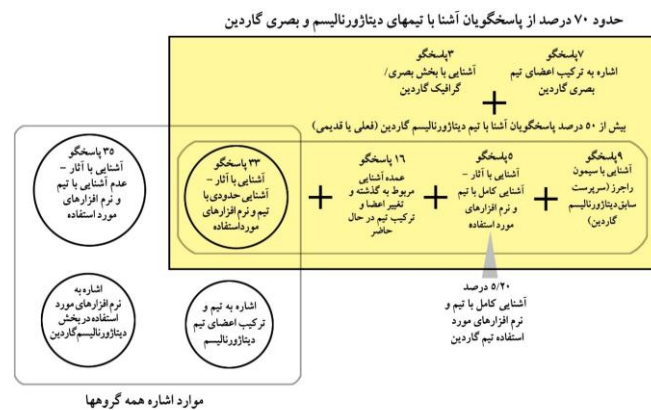 حدود ۷۰ درصد از پاسخگویان آشنا با تیمهای دیتاژورنالیسم و بصری گاردین
۷پاسخگو
اشاره به ترکیب اعضای تیم
بصری گاردین
+
۳پاسخگو
آشنایی با بخش بصری/
گرافیک گاردین
بیش از ۵۰ درصد پاسخگویان آشنا با تیم دیتاژورنالیسم گاردین (فعلی یا قدیمی)
۹پاسخگو
آشنایی با سیمون
راجرز (سرپرست
سابق دیتاژورنالیسم
گاردین)
+
۵پاسخگو
آشنایی با آثار -
آشنایی کامل با تیم
و نرم افزارهای
مورد استفاده
+
۱۶ پاسخگو
عمده آشنایی
مربوط به گذشته و
تغییر اعضا و
ترکیب تیم در حال
حاضر
+
۳۳ پاسخگو
آشنایی با آثار -
آشنایی حدودی با
تیم و نرم افزارهای
مورد استفاده
۳۵ پاسخگو
آشنایی با آثار -
عدم آشنایی با تیم
و نرم افزارهای
مورد استفاده
۵/۲۰ درصد
آشنایی کامل با تیم و
نرم افزارهای مورد
استفاده تیم گاردین
اشاره به تیم و
ترکیب اعضای تیم
دیتاژورنالیسم
اشاره به
نرم افزارهای مورد
استفاده در بخش
دیتاژورنالیسم گاردین
موارد اشاره همه گروهها